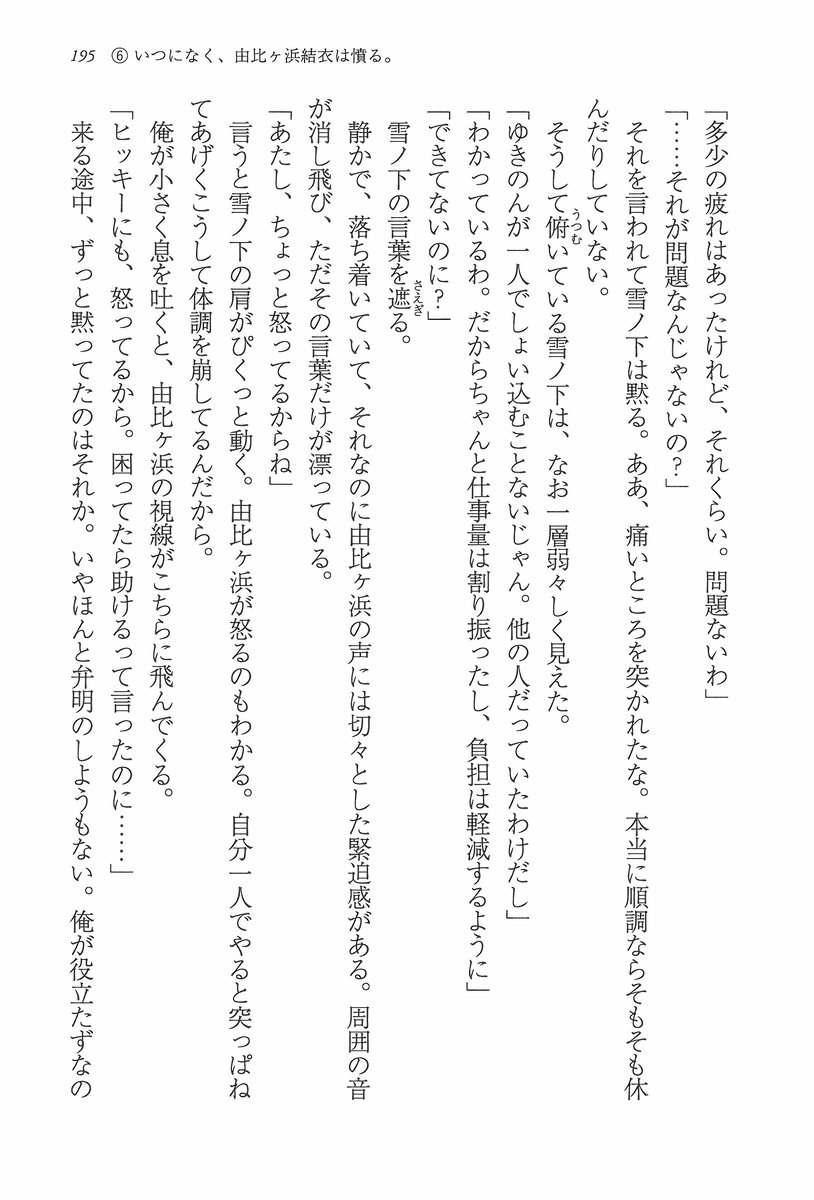 195 ⑥ いつになく、由比ヶ浜結衣は憤る。
「多少の疲れはあったけれど、それくらい。問題ないわ」
「……それが問題なんじゃないの？」
それを言われて雪ノ下は黙る。ああ、痛いところを突かれたな。本当に順調ならそもそも休
んだりしていない。
そうして俯いている雪ノ下は、なお一層弱々しく見えた。
「ゆきのんが一人でしょい込むことないじゃん。他の人だっていたわけだし」
「わかっているわ。だからちゃんと仕事量は割り振ったし、負担は軽減するように」
「できてないのに？」
雪ノ下の言葉を遮る。
静かで、落ち着いていて、それなのに由比ヶ浜の声には切々とした緊迫感がある。周囲の音
が消し飛び、ただその言葉だけが漂っている。
「あたし、ちょっと怒ってるからね」
言うと雪ノ下の肩がぴくっと動く。由比ヶ浜が怒るのもわかる。自分一人でやると突っぱね
てあげくこうして体調を崩してるんだから。
俺が小さく息を吐くと、由比ヶ浜の視線がこちらに飛んでくる。
「ヒッキーにも、怒ってるから。困ってたら助けるって言ったのに……」
来る途中、ずっと黙ってたのはそれか。いやほんと弁明のしようもない。俺が役立たずなの